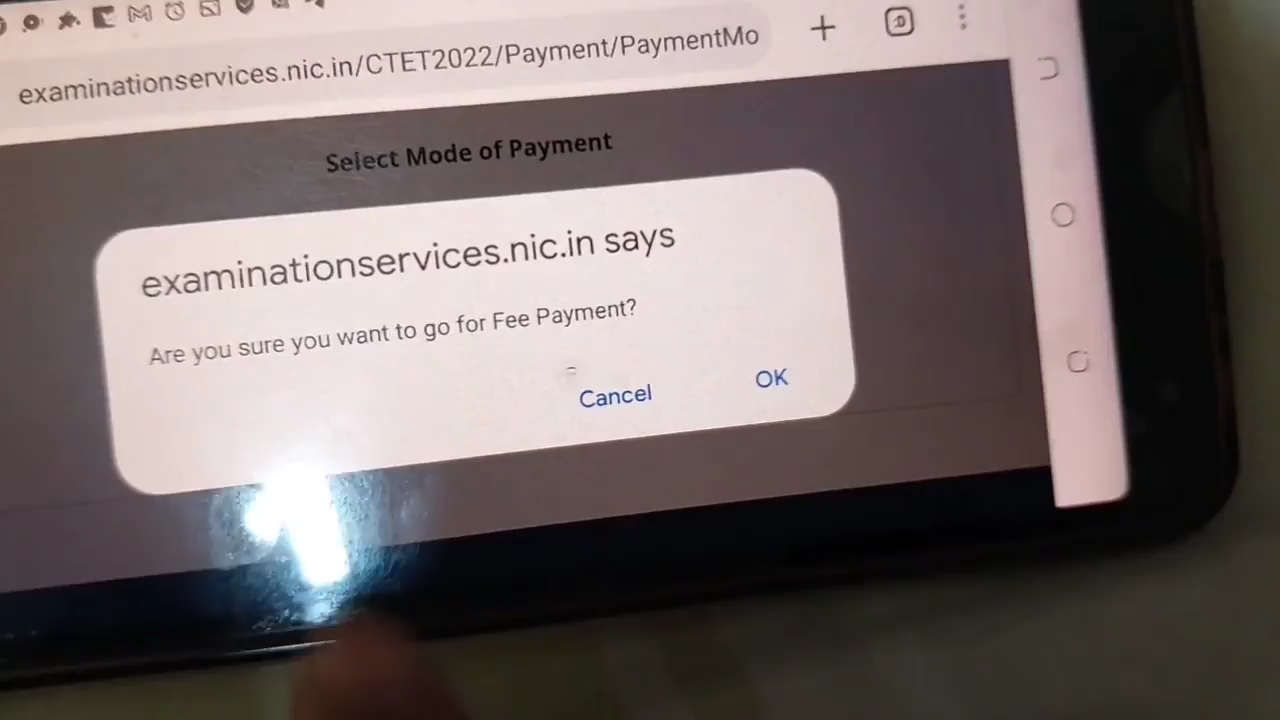 examinationservices.nic.in/CTET2022/Payment/PaymentMo
:D
Select Mode of Payment
examinationservices.nic.in says
Are you sure you want to go for Fee Payment?
Cancel OK